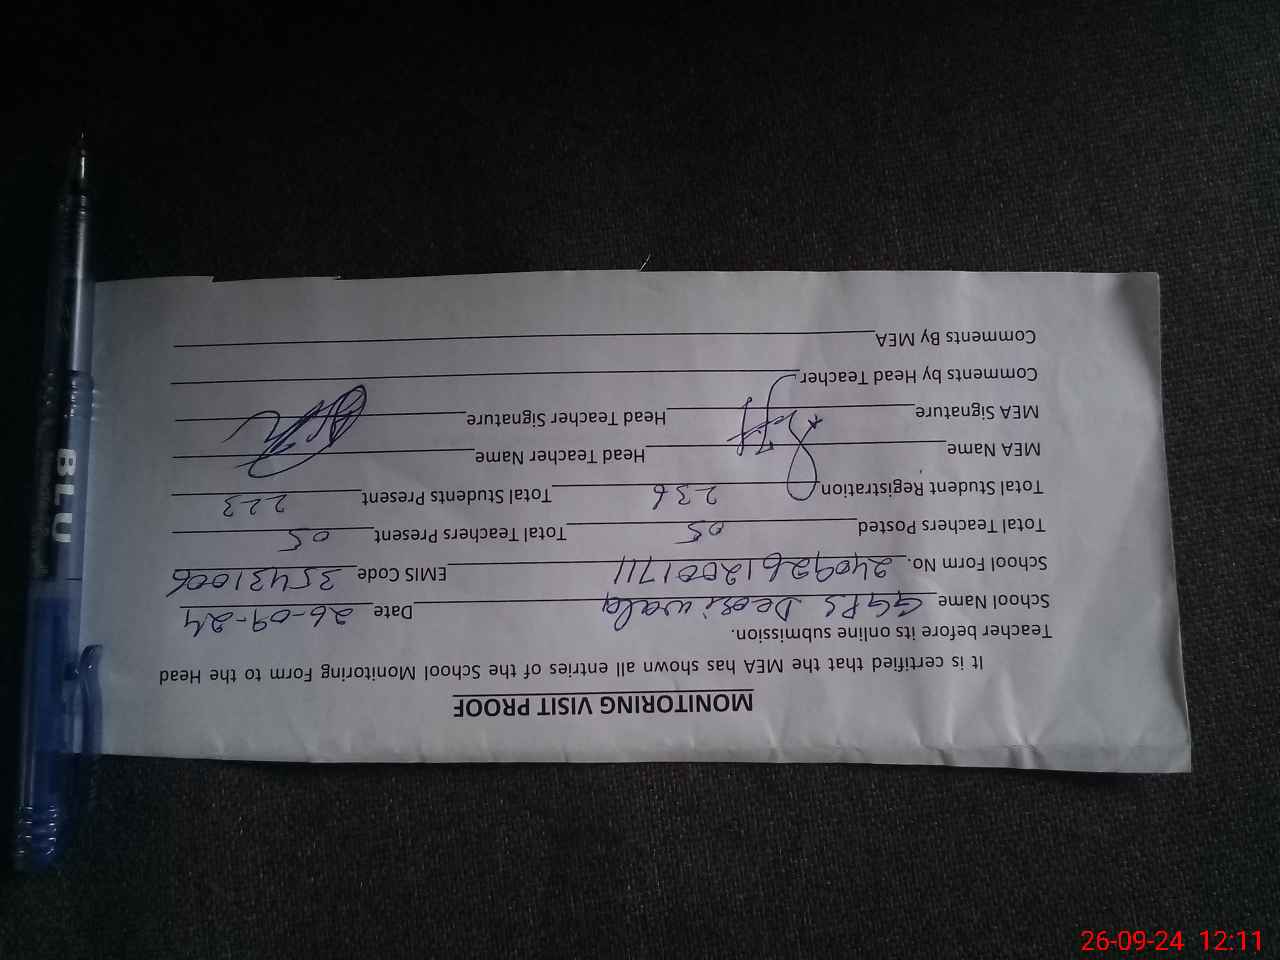 MONITORING VISIT PROOF
It is certified that the MEA has shown all entries of the School Monitoring Form to the Head
Teacher before its online submission.
School Name GGPS Deoniwala Date 26-09-24
School Form No. 24092612001711 EMIS Code 35431006
Total Teachers Posted 05 Total Teachers Present 05
Total Student Registration 236 Total Students Present 223
MEA Name Head Teacher Name
MEA Signature Head Teacher Signature
Comments by Head Teacher
Comments By MEA
BLU
26-09-24 12:11